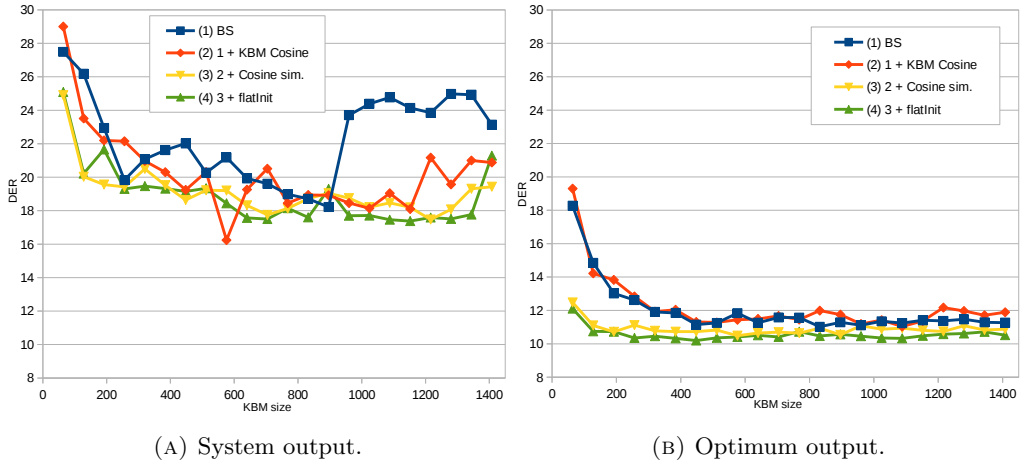 30
28
26
24
22
20
18
16
14
12
10
8
DER
0 200 400 600 800 1000 1200 1400
KBM size
(1) BS
(2) 1 + KBM Cosine
(3) 2 + Cosine sim.
(4) 3 + flatInit
(A) System output.
30
28
26
24
22
20
18
16
14
12
10
8
DER
0 200 400 600 800 1000 1200 1400
KBM size
(1) BS
(2) 1 + KBM Cosine
(3) 2 + Cosine sim.
(4) 3 + flatInit
(B) Optimum output.